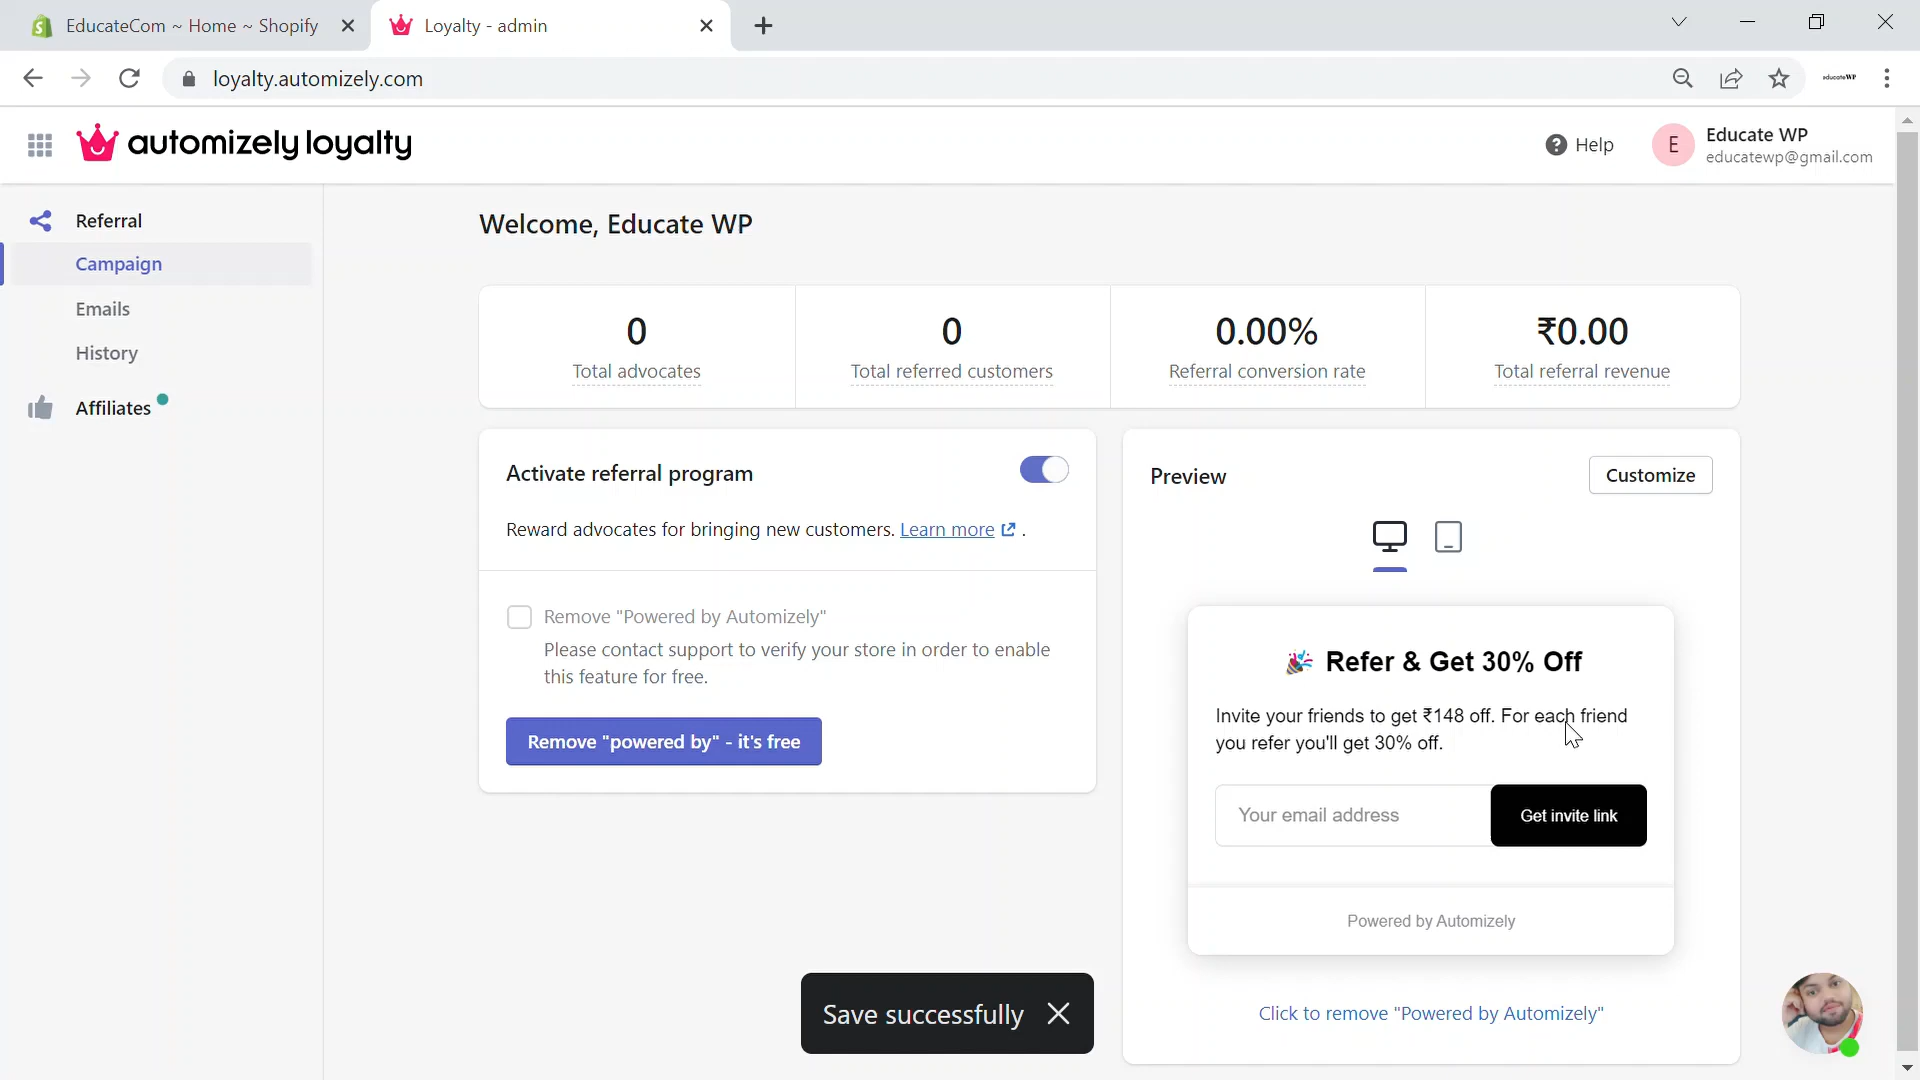 EducateCom ~ Home ~ Shopify
Loyalty - admin
loyalty.automizely.com
educateWP
automizely loyalty
Help
E
Educate WP
educatewp@gmail.com
Referral
Campaign
Emails
History
Affiliates
Welcome, Educate WP
0
Total advocates
0
Total referred customers
0.00%
Referral conversion rate
₹0.00
Total referral revenue
Activate referral program
Reward advocates for bringing new customers. Learn more .
Remove "Powered by Automizely"
Please contact support to verify your store in order to enable
this feature for free.
Remove "powered by" - it's free
Preview
Customize
🎉 Refer & Get 30% Off
Invite your friends to get ₹148 off. For each friend
you refer you'll get 30% off.
Your email address
Get invite link
Powered by Automizely
Click to remove "Powered by Automizely"
Save successfully